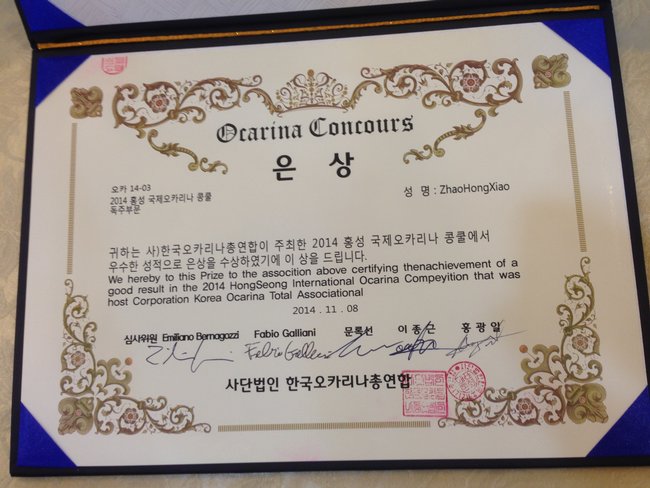 Ocarina Concours
은 상
오카 14-03
2014 홍성 국제오카리나 콩쿨
독주부문
성 명 : ZhaoHongXiao
귀하는 사)한국오카리나총연합이 주최한 2014 홍성 국제오카리나 콩쿨에서
우수한 성적으로 은상을 수상하였기에 이 상을 드립니다.
We hereby to this Prize to the assocition above certifying thenachievement of a
good result in the 2014 HongSeong International Ocarina Compeyition that was
host Corporation Korea Ocarina Total Associational
2014 . 11 . 08
심사위원 Emiliano Bernagozzi Fabio Galliani 문록선 이종근 홍광일
Fabio Galliani
사단법인 한국오카리나총연합